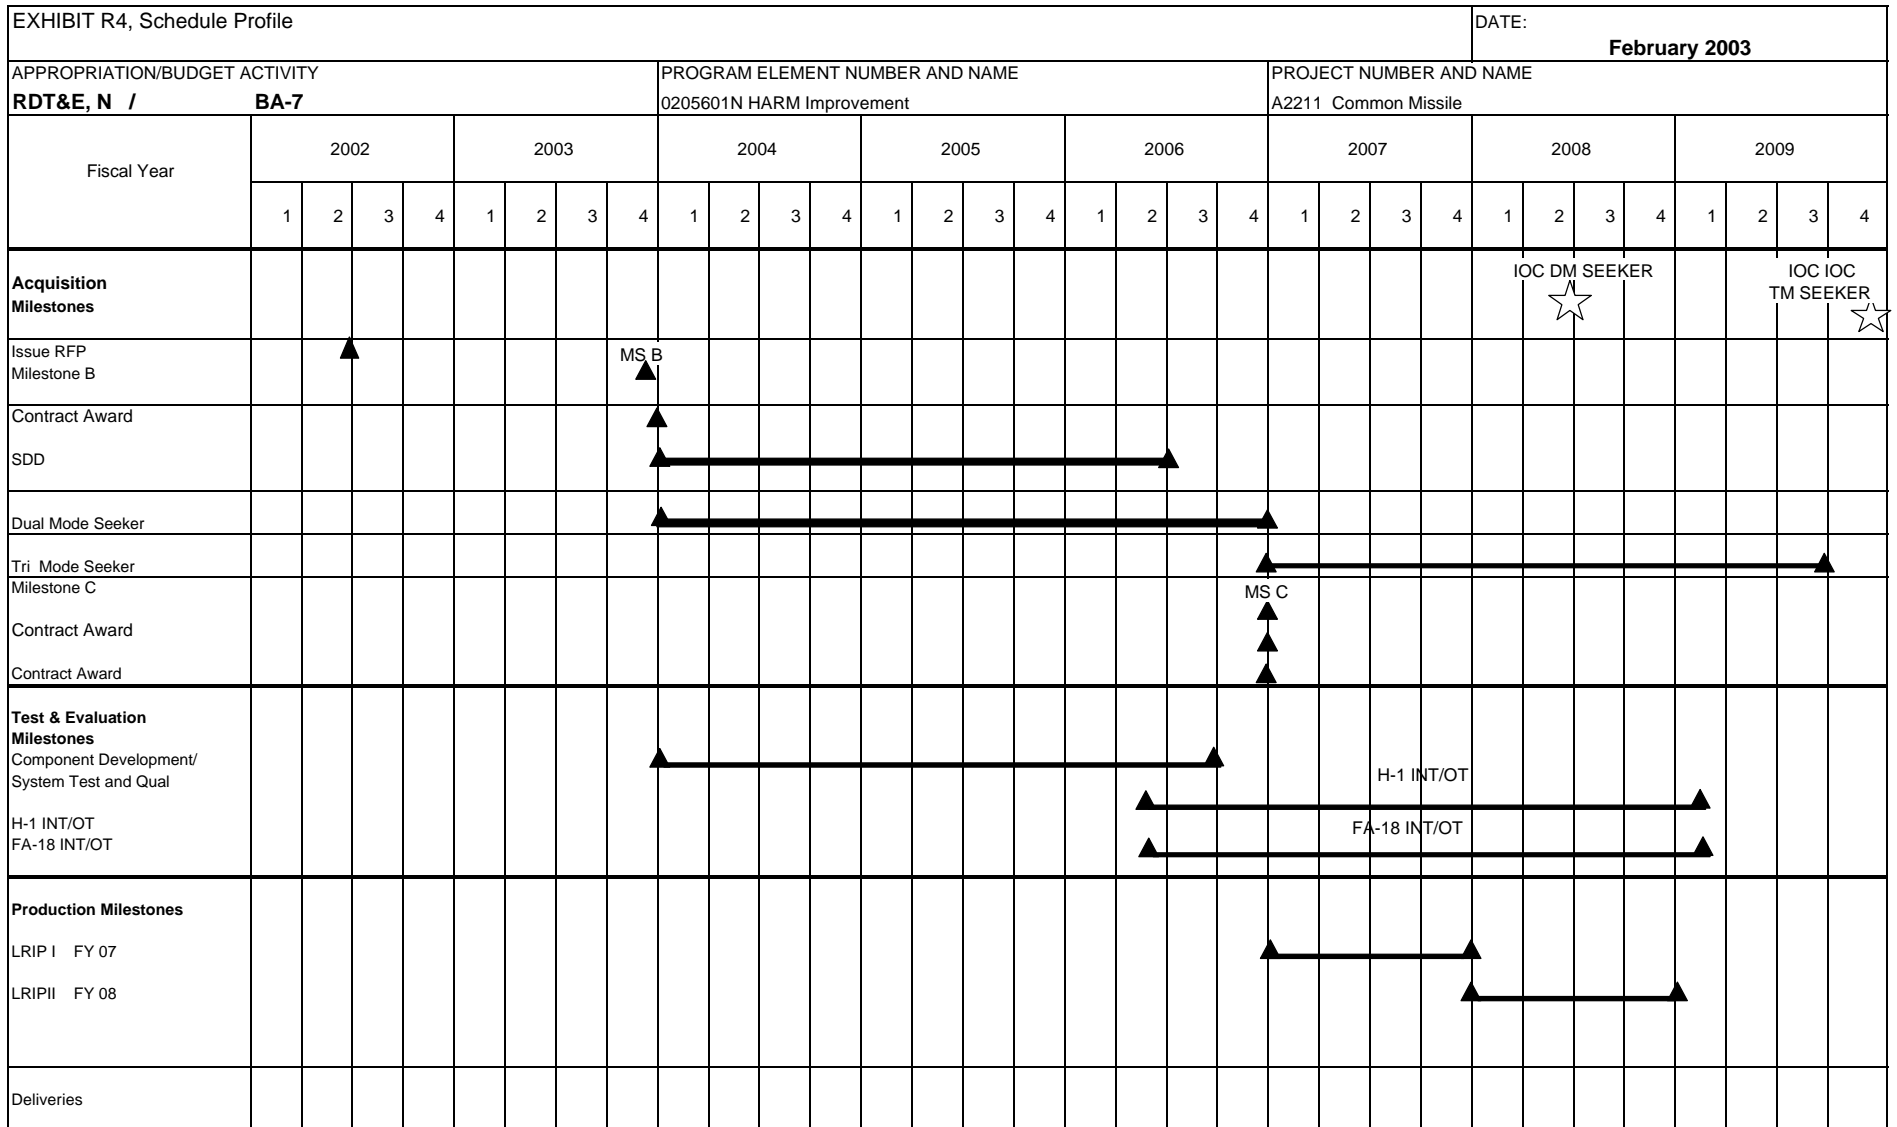 EXHIBIT R4, Schedule Profile
DATE:
February 2003
APPROPRIATION/BUDGET ACTIVITY
PROGRAM ELEMENT NUMBER AND NAME
PROJECT NUMBER AND NAME
RDT&E, N / BA-7
0205601N HARM Improvement
A2211 Common Missile
Fiscal Year
2002 2003 2004 2005 2006 2007 2008 2009
1 2 3 4 1 2 3 4 1 2 3 4 1 2 3 4 1 2 3 4 1 2 3 4 1 2 3 4 1 2 3 4
Acquisition
Milestones
IOC DM SEEKER
IOC IOC
TM SEEKER
Issue RFP
Milestone B
MS B
Contract Award
SDD
Dual Mode Seeker
Tri Mode Seeker
Milestone C
MS C
Contract Award
Contract Award
Test & Evaluation
Milestones
Component Development/
System Test and Qual
H-1 INT/OT
H-1 INT/OT
FA-18 INT/OT
FA-18 INT/OT
Production Milestones
LRIP I FY 07
LRIPII FY 08
Deliveries